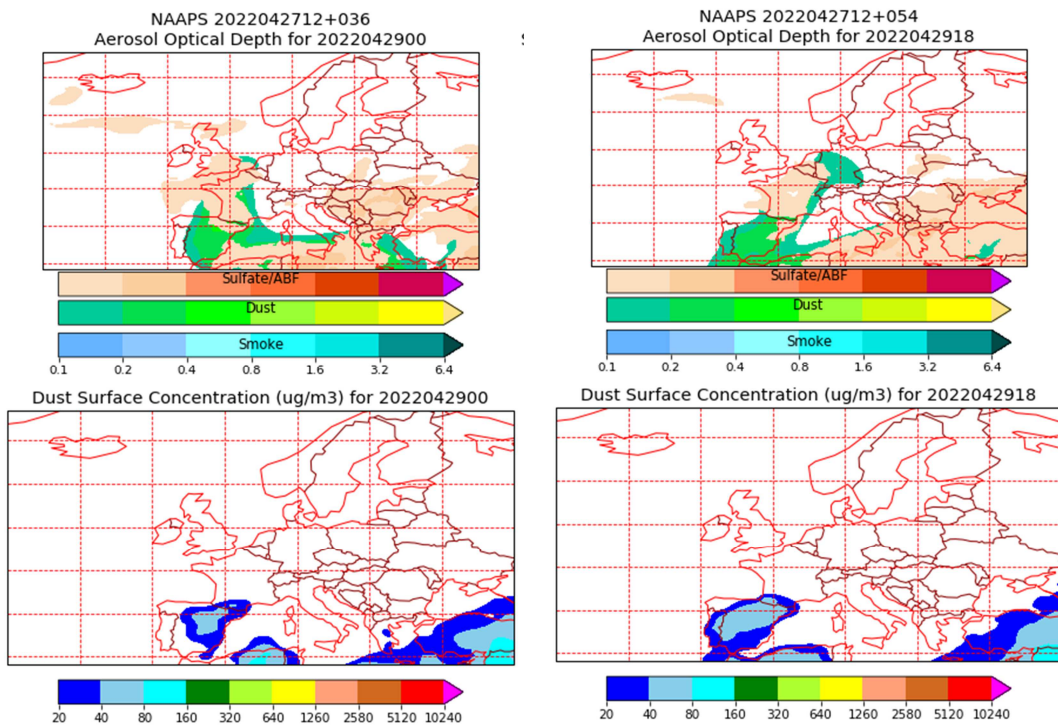 NAAPS 2022042712+036
Aerosol Optical Depth for 2022042900
Sulfate/ABF
Dust
Smoke
0.1 0.2 0.4 0.8 1.6 3.2 6.4
Dust Surface Concentration (ug/m3) for 2022042900
20 40 80 160 320 640 1260 2580 5120 10240
NAAPS 2022042712+054
Aerosol Optical Depth for 2022042918
Sulfate/ABF
Dust
Smoke
0.1 0.2 0.4 0.8 1.6 3.2 6.4
Dust Surface Concentration (ug/m3) for 2022042918
20 40 80 160 320 640 1260 2580 5120 10240